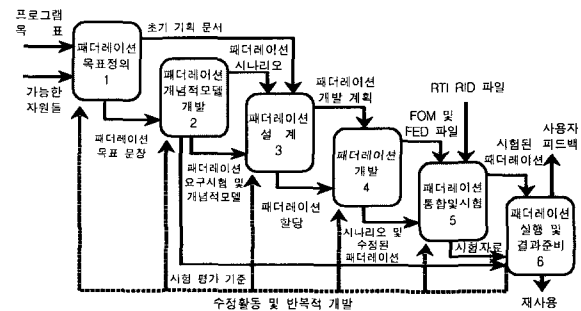 프로그램
목 표
가능한
자원들
패더레이션
목표정의
1
초기 기획 문서
패더레이션
목표 문장
패더레이션
개념적모델
개발
2
패더레이션
시나리오
패더레이션
요구시험 및
개념적모델
패더레이션
설 계
3
패더레이션
개발 계획
패더레이션
할당
패더레이션
개발
4
FOM 및
FED 파일
시나리오 및
수정된
패더레이션
RTI RID 파일
패더레이션
통합및시험
5
시험된
패더레이션
시험자료
사용자
피드백
패더레이션
실행 및
결과준비
6
재사용
시험 평가 기준
수정활동 및 반목적 개발